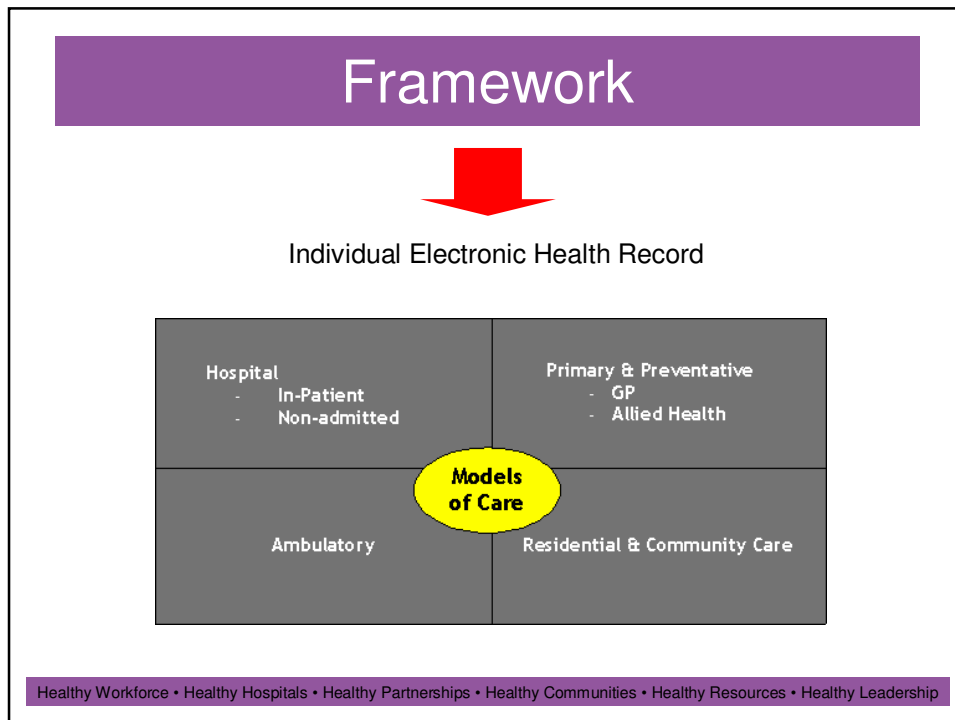 Framework
Individual Electronic Health Record
Hospital
- In-Patient
- Non-admitted
Primary & Preventative
- GP
- Allied Health
Models
of Care
Ambulatory
Residential & Community Care
Healthy Workforce • Healthy Hospitals • Healthy Partnerships • Healthy Communities • Healthy Resources • Healthy Leadership